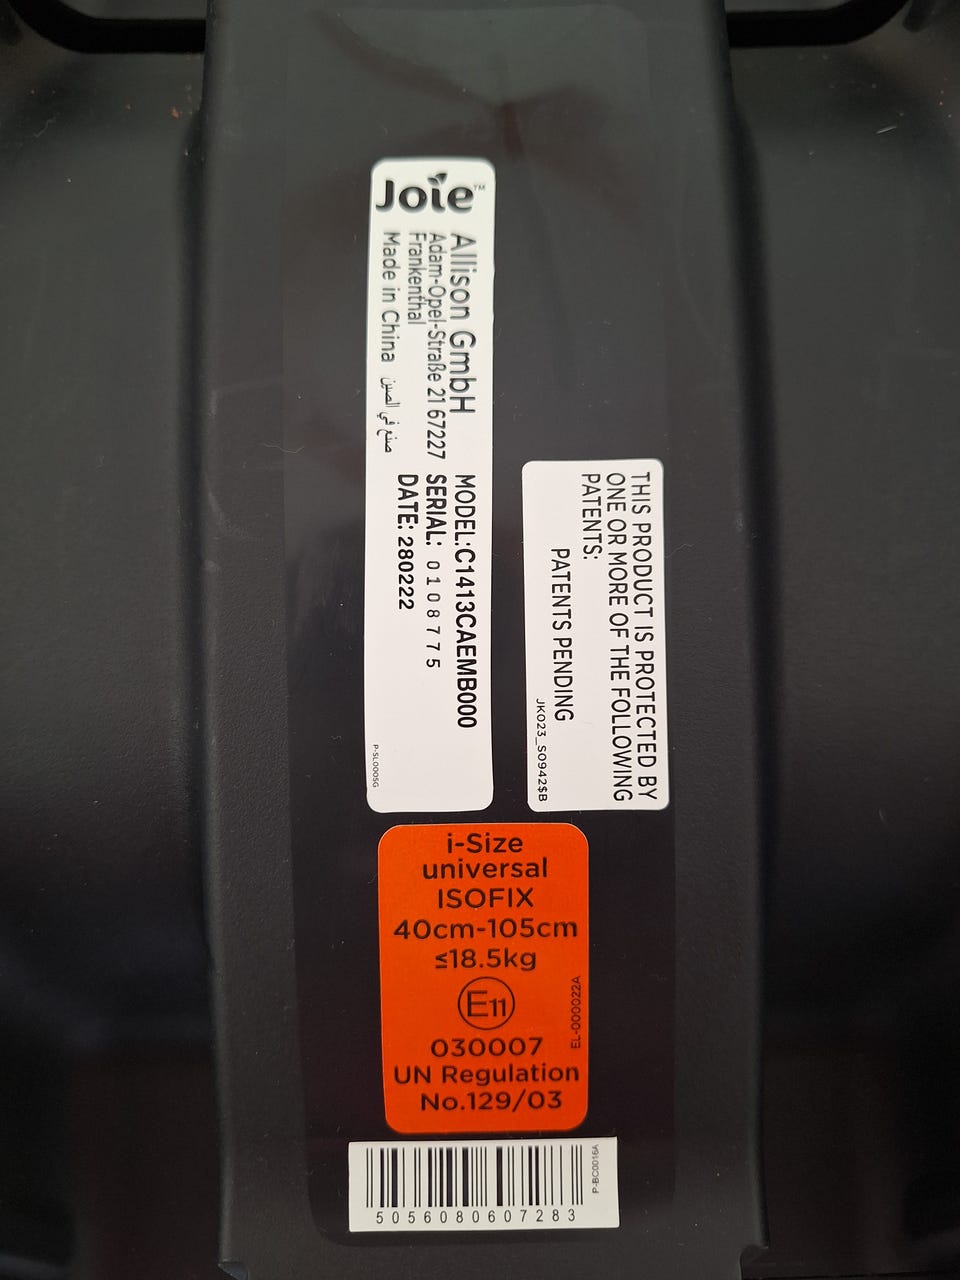 Joie™
Allison GmbH
Adam-Opel-Straße 21 67227
Frankenthal
Made in China صنع في الصين
MODEL:C1413CAEMB000
SERIAL: 0108775
DATE: 280222
P-SL0005G
THIS PRODUCT IS PROTECTED BY
ONE OR MORE OF THE FOLLOWING
PATENTS:
PATENTS PENDING
JK023_S0942$B
i-Size
universal
ISOFIX
40cm-105cm
≤18.5kg
E11
030007
UN Regulation
No.129/03
EL-000022A
P-BC0016A
5056080607283